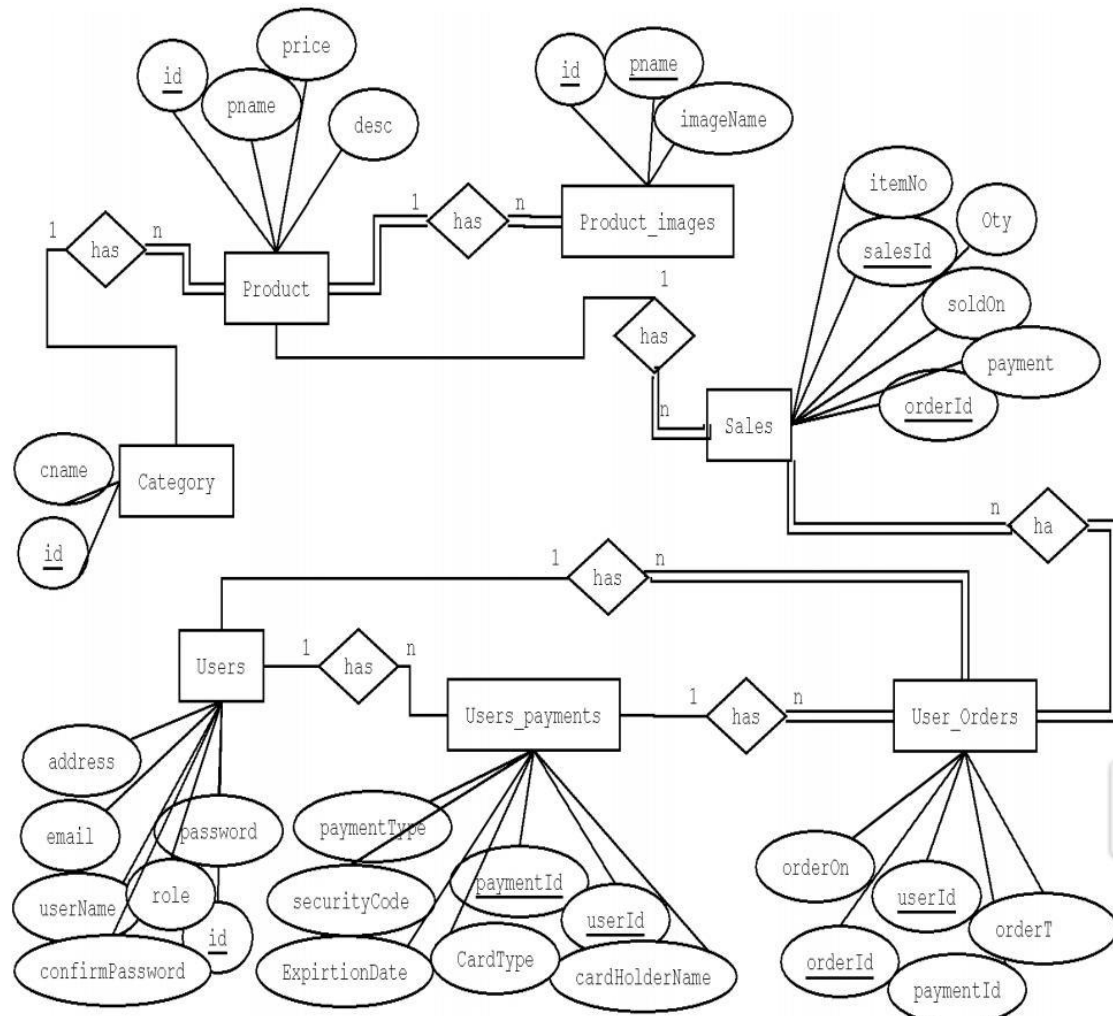 price
id
pname
desc
id
pname
imageName
itemNo
Oty
salesId
soldOn
payment
orderId
1
has
n
Product
1
has
n
Product_images
1
has
n
Sales
cname
Category
id
n
ha
1
has
n
Users
1
has
n
Users_payments
1
has
n
User_Orders
address
email
password
userName
role
id
confirmPassword
paymentType
securityCode
paymentId
userId
ExpirtionDate
CardType
cardHolderName
orderOn
userId
orderT
orderId
paymentId